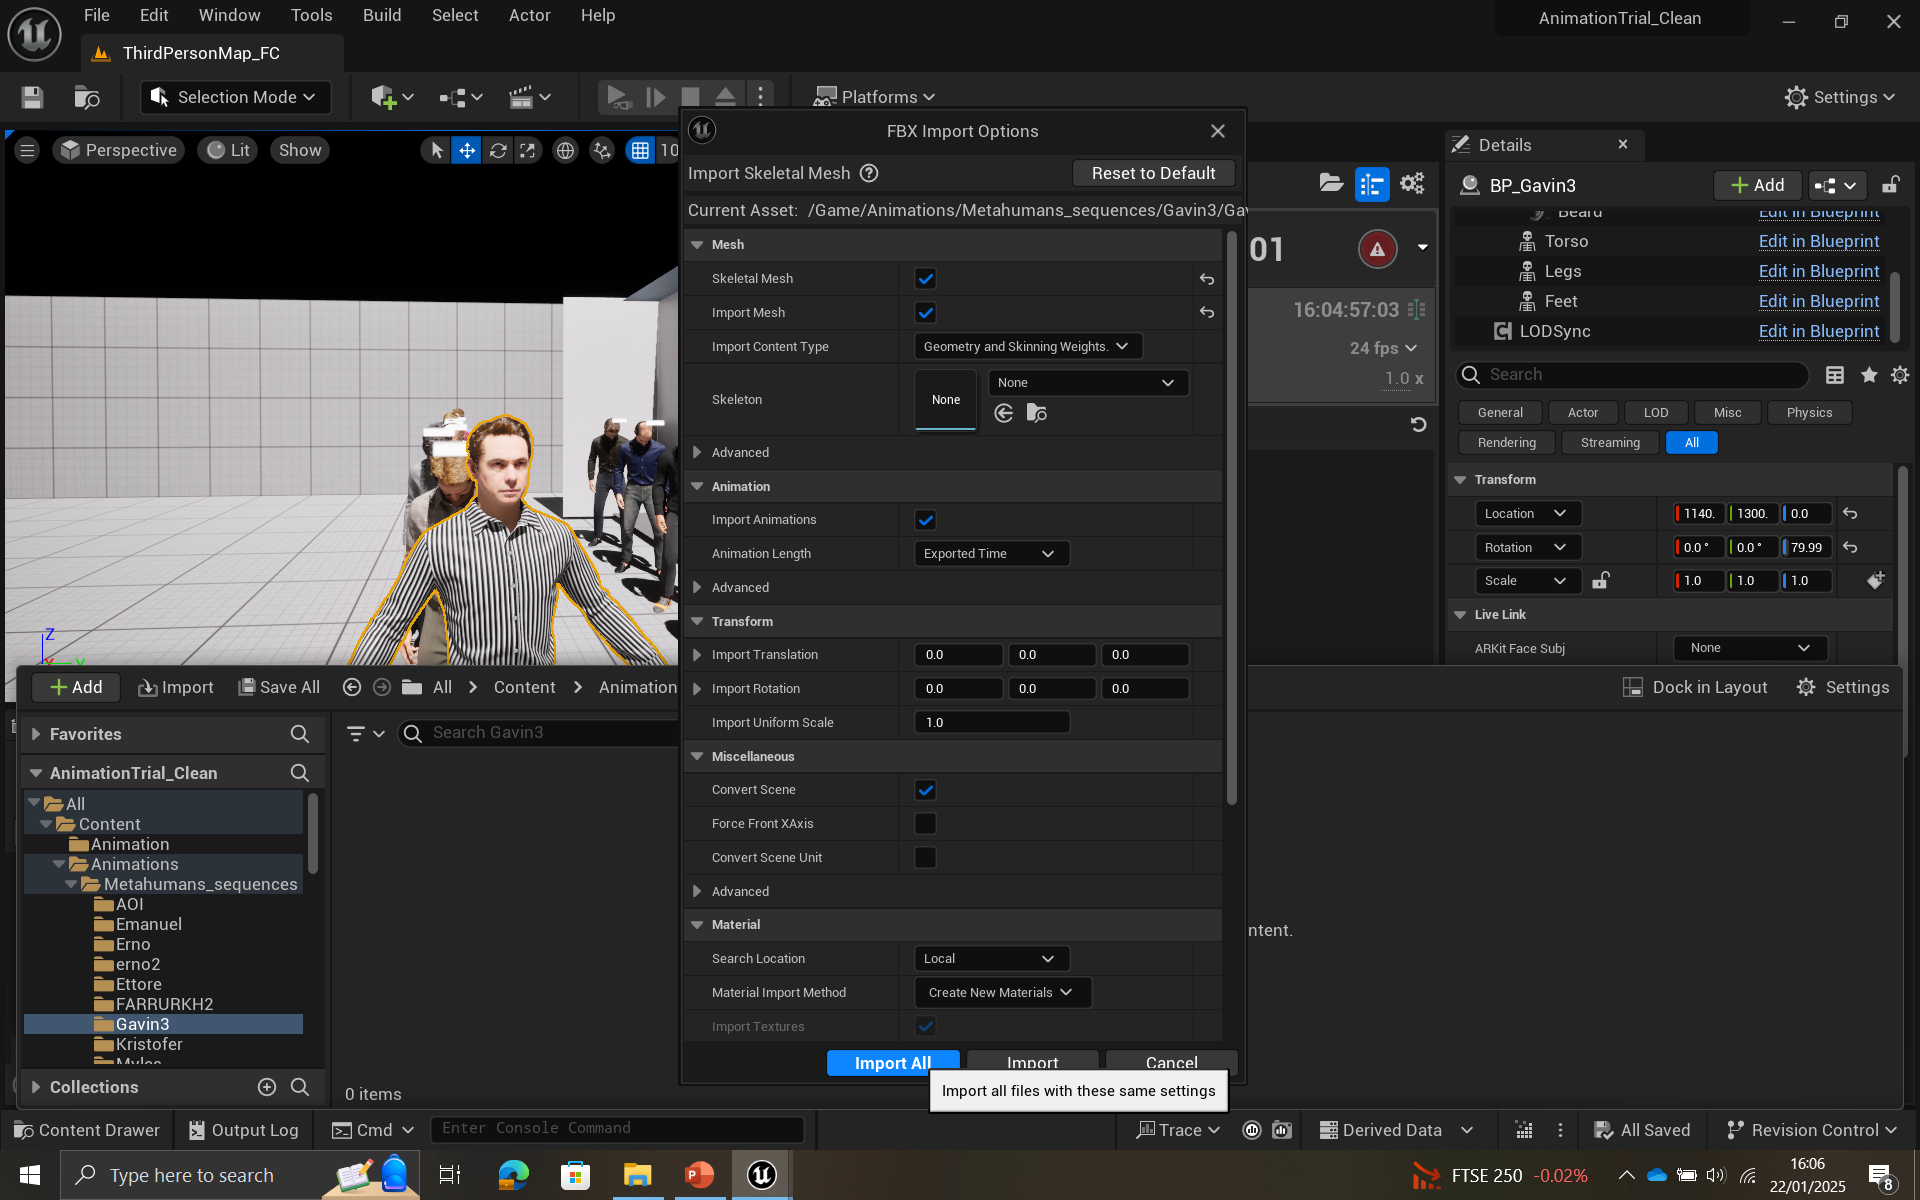 File Edit Window Tools Build Select Actor Help
AnimationTrial_Clean
ThirdPersonMap_FC
Selection Mode
Platforms
Settings
Perspective Lit Show
10
FBX Import Options
Import Skeletal Mesh
Reset to Default
Current Asset: /Game/Animations/Metahumans_sequences/Gavin3/Gav
Mesh
Skeletal Mesh
Import Mesh
Import Content Type
Geometry and Skinning Weights.
Skeleton
None
None
Advanced
Animation
Import Animations
Animation Length
Exported Time
Advanced
Transform
Import Translation
0.0 0.0 0.0
Import Rotation
0.0 0.0 0.0
Import Uniform Scale
1.0
Miscellaneous
Convert Scene
Force Front XAxis
Convert Scene Unit
Advanced
Material
Search Location
Local
Material Import Method
Create New Materials
Import Textures
Import All
Import
Cancel
Import all files with these same settings
01
16:04:57:03
24 fps
1.0 x
Details
BP_Gavin3
Add
Beard Edit in Blueprint
Torso Edit in Blueprint
Legs Edit in Blueprint
Feet Edit in Blueprint
LODSync Edit in Blueprint
Search
General Actor LOD Misc Physics
Rendering Streaming All
Transform
Location 1140. 1300. 0.0
Rotation 0.0 ° 0.0 ° 79.99
Scale 1.0 1.0 1.0
Live Link
ARKit Face Subj None
Z
X Y
Add Import Save All All Content Animation
Dock in Layout Settings
Favorites
Search Gavin3
AnimationTrial_Clean
All
Content
Animation
Animations
Metahumans_sequences
AOI
Emanuel
Erno
erno2
Ettore
FARRURKH2
Gavin3
Kristofer
Myles
Collections
ntent.
0 items
Content Drawer Output Log Cmd Enter Console Command
Trace Derived Data All Saved Revision Control
Type here to search
FTSE 250 -0.02%
16:06
22/01/2025
8